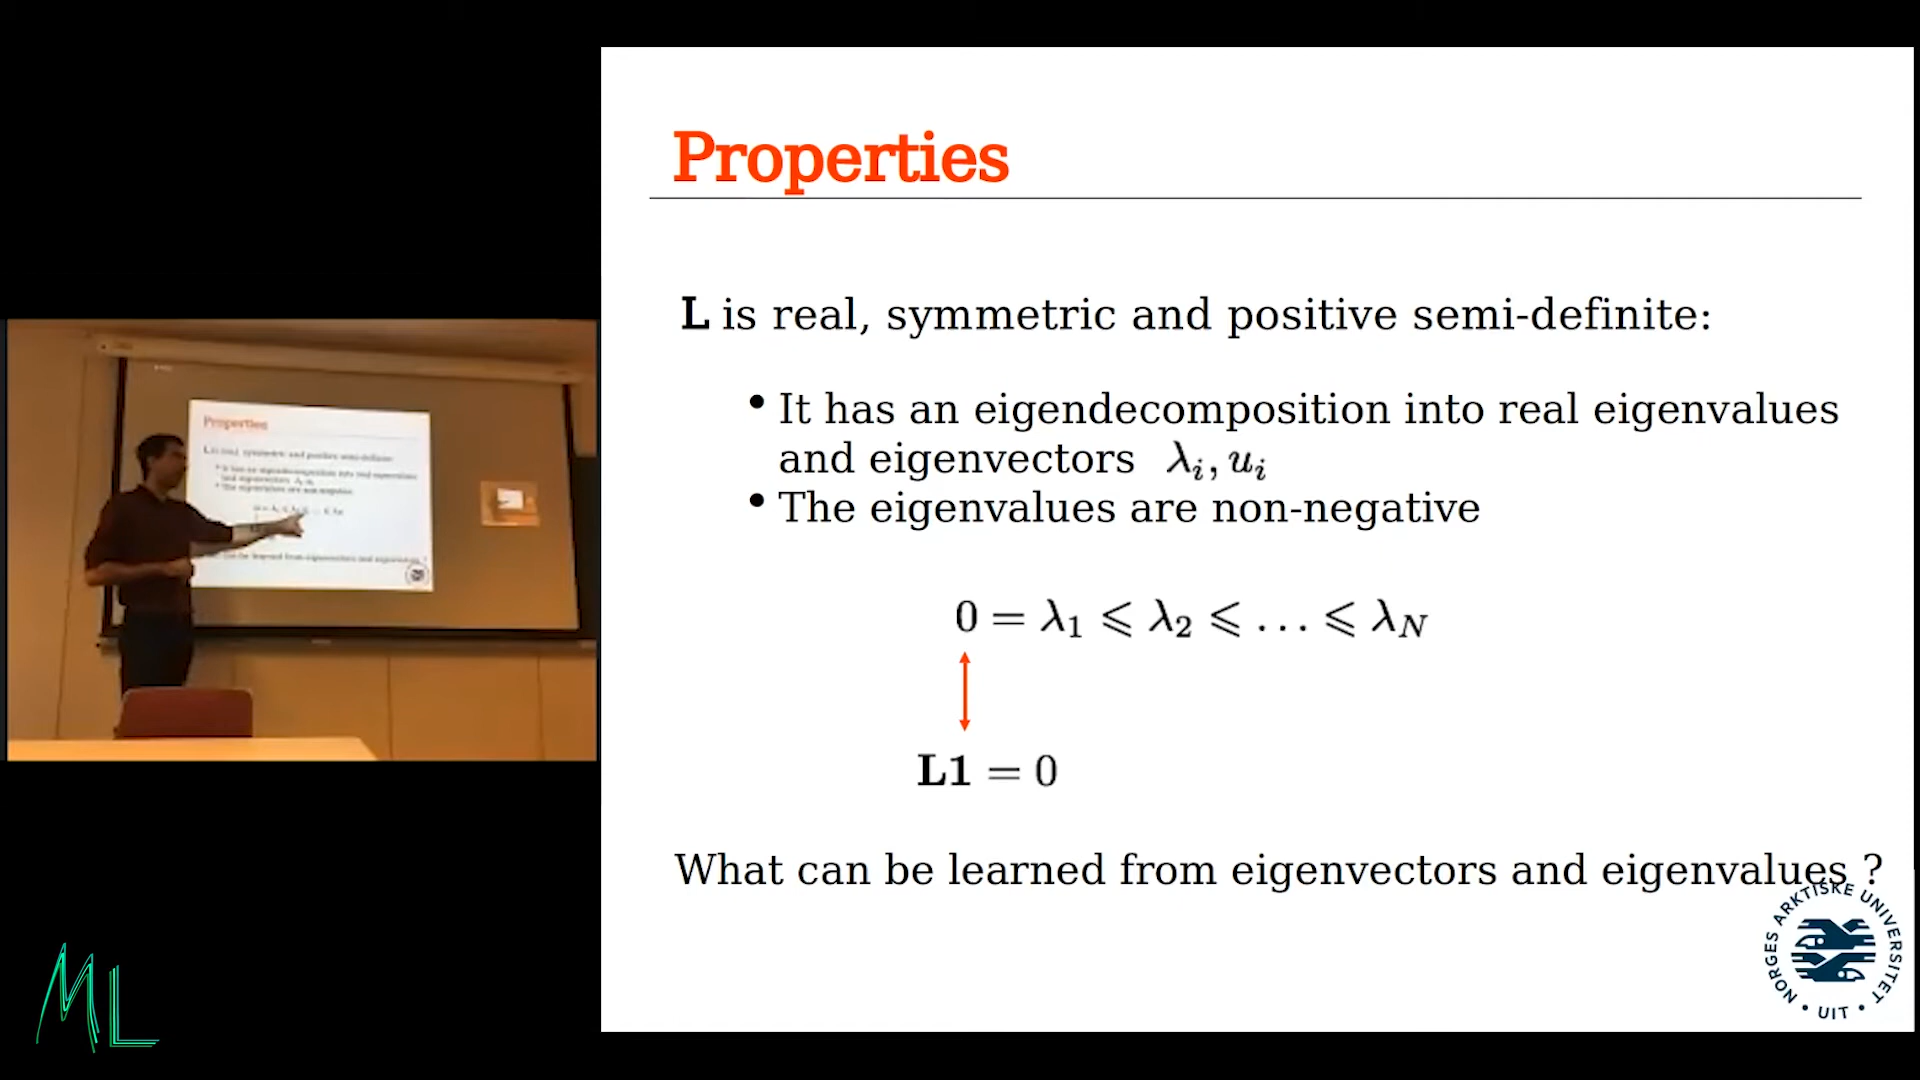 Properties
L is real, symmetric and positive semi-definite:
• It has an eigendecomposition into real eigenvalues
and eigenvectors λi, ui
• The eigenvalues are non-negative
0 = λ1 ⩽ λ2 ⩽ ... ⩽ λN
L1 = 0
What can be learned from eigenvectors and eigenvalues ?
NORGES ARKTISKE UNIVERSITET • UIT •
ML
Properties